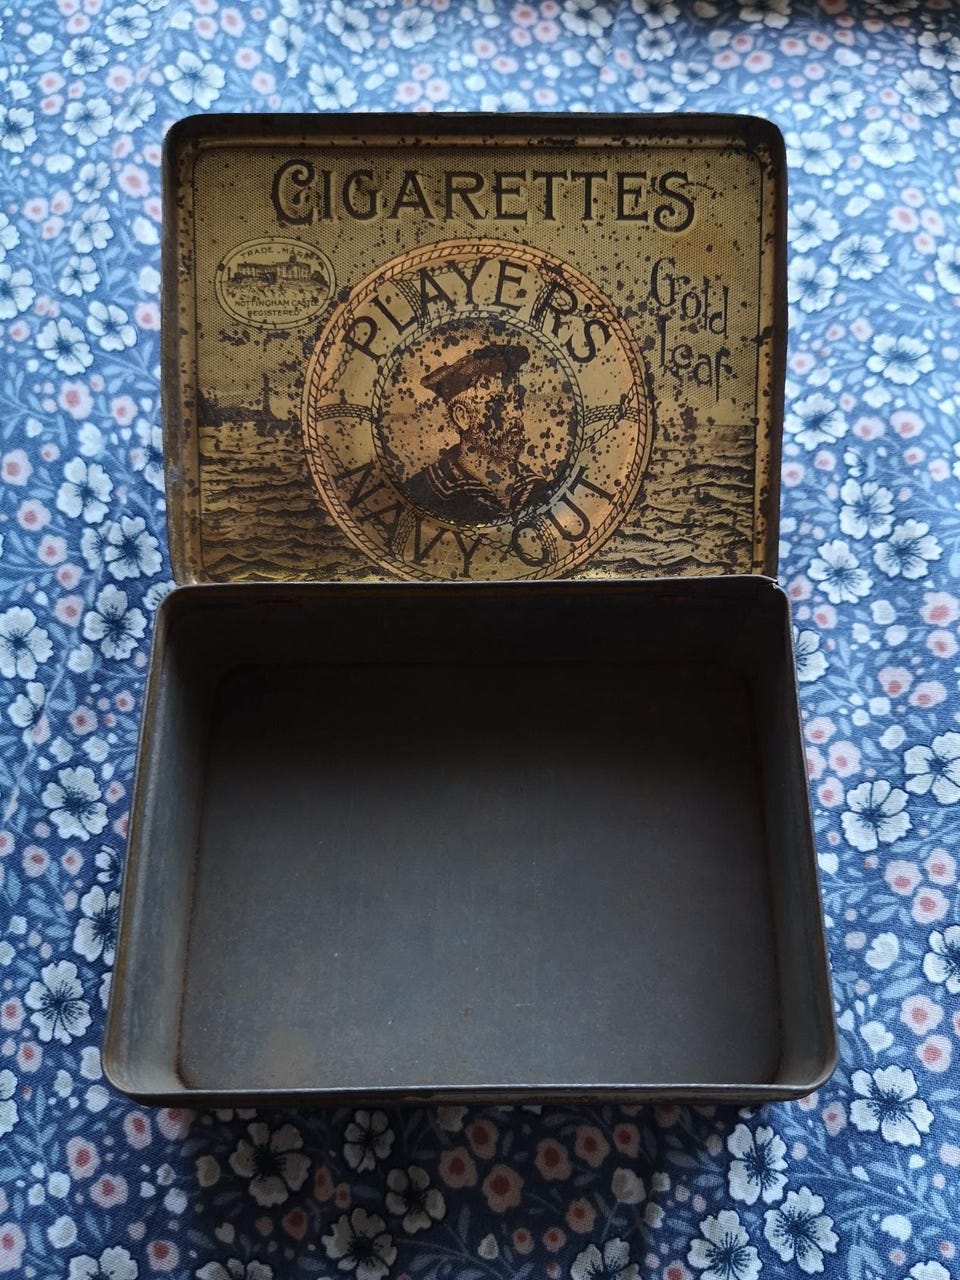 CIGARETTES
TRADE MARK
NOTTINGHAM CASTLE
REGISTERED
PLAYER'S
Gold
Leaf
NAVY CUT.